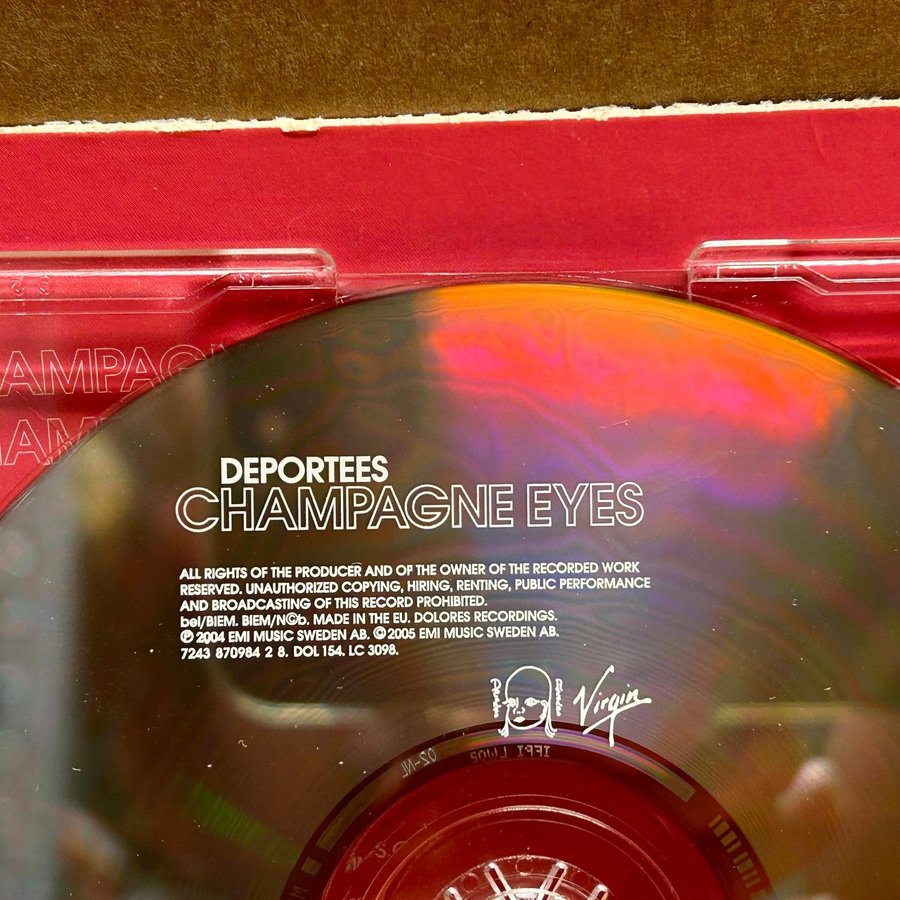 DEPORTEES
CHAMPAGNE EYES
ALL RIGHTS OF THE PRODUCER AND OF THE OWNER OF THE RECORDED WORK
RESERVED. UNAUTHORIZED COPYING, HIRING, RENTING, PUBLIC PERFORMANCE
AND BROADCASTING OF THIS RECORD PROHIBITED.
bel/BIEM. BIEM/N©b. MADE IN THE EU. DOLORES RECORDINGS.
℗ 2004 EMI MUSIC SWEDEN AB. © 2005 EMI MUSIC SWEDEN AB.
7243 870984 2 8. DOL 154. LC 3098.
Virgin
IFPI